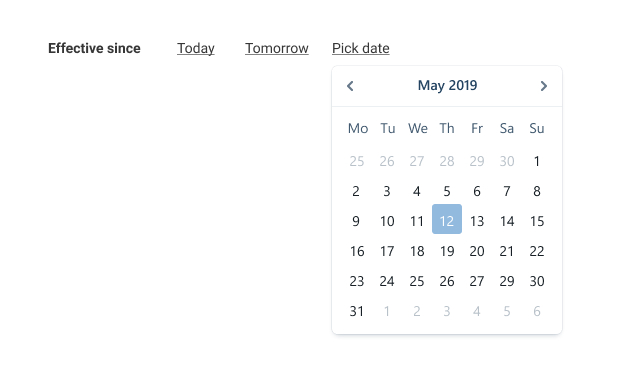 Effective since Today Tomorrow Pick date
May 2019
Mo Tu We Th Fr Sa Su
25 26 27 28 29 30 1
2 3 4 5 6 7 8
9 10 11 12 13 14 15
16 17 18 19 20 21 22
23 24 25 26 27 29 30
31 1 2 3 4 5 6